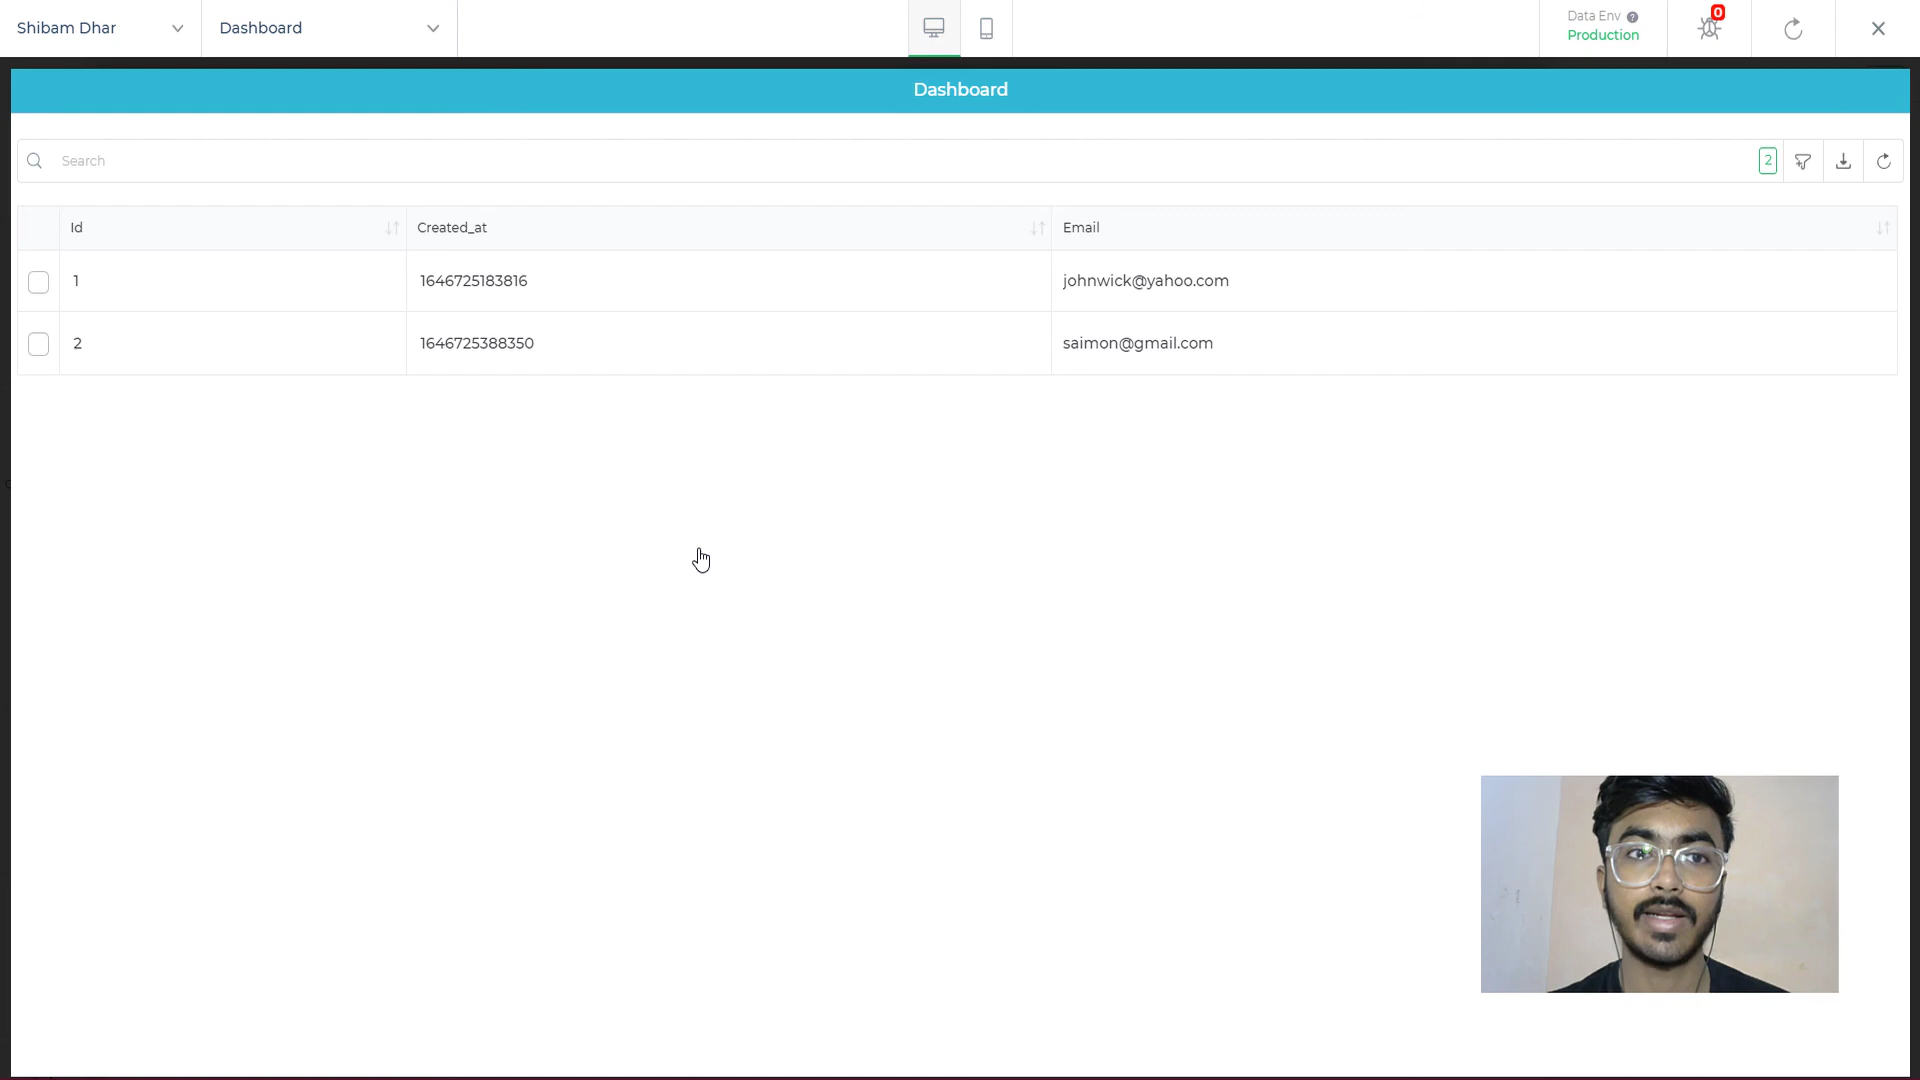 Shibam Dhar
Dashboard
Data Env ?
Production
0
Dashboard
Search
2
Id Created_at Email
1 1646725183816 johnwick@yahoo.com
2 1646725388350 saimon@gmail.com